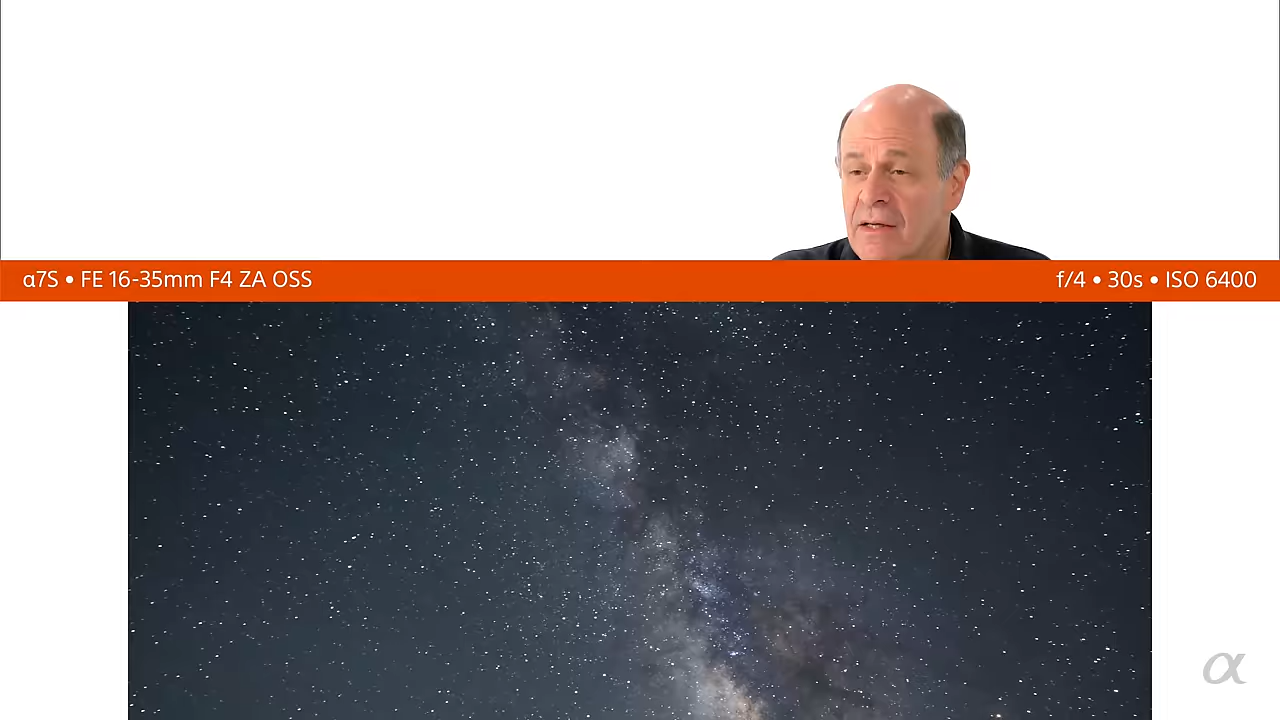 α7S • FE 16-35mm F4 ZA OSS
f/4 • 30s • ISO 6400
α